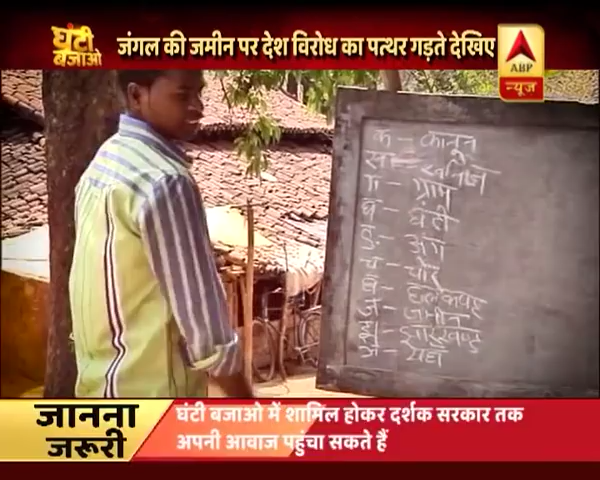 घंटी बजाओ
जंगल की जमीन पर देश विरोध का पत्थर गड़ते देखिए
ABP
न्यूज़
क – कानून
ख – खनिज
ग – ग्राम
घ – घंटी
ङ – अंग
च – चोर
छ – छलकपट
ज – जमीन
झ – झारखण्ड
जानना
जरूरी
घंटी बजाओ में शामिल होकर दर्शक सरकार तक
अपनी आवाज पहुंचा सकते हैं